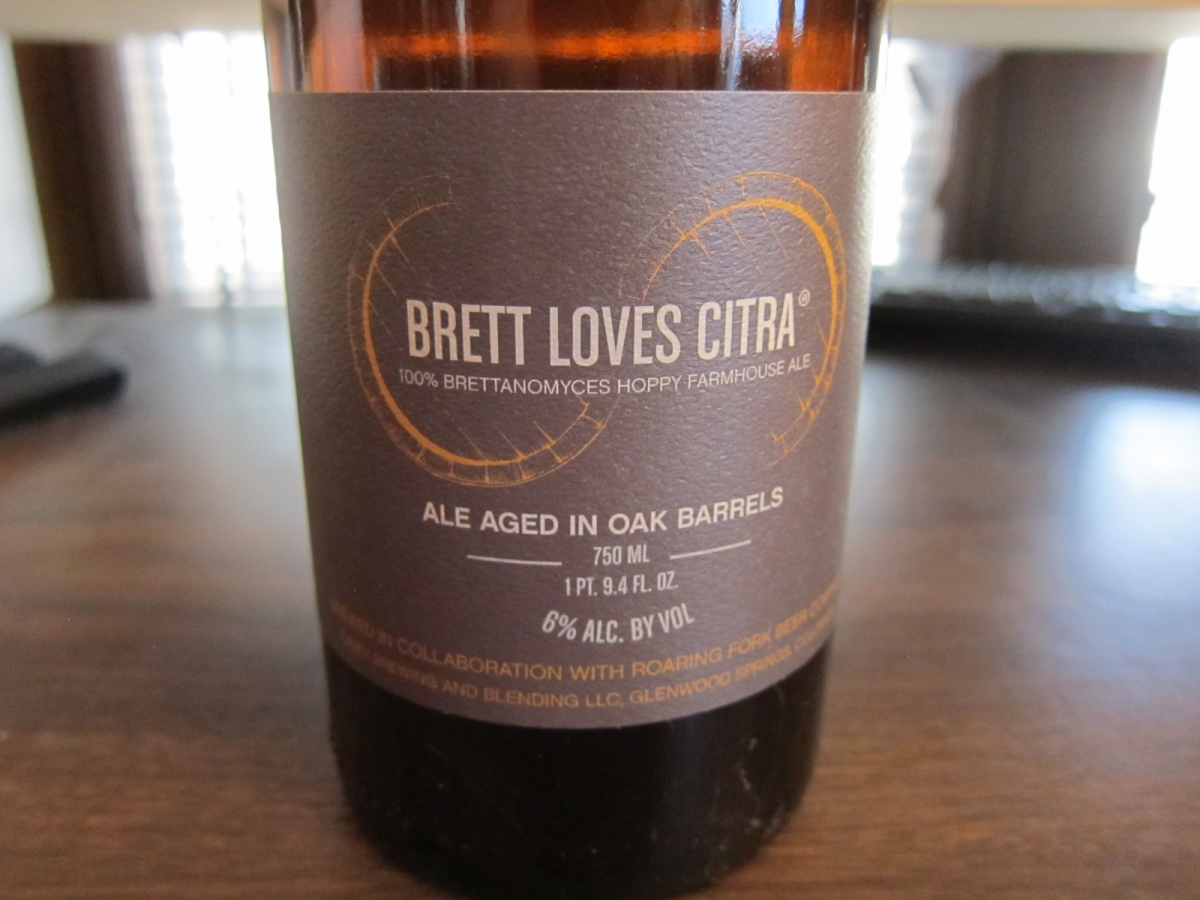 BRETT LOVES CITRA®
100% BRETTANOMYCES HOPPY FARMHOUSE ALE
ALE AGED IN OAK BARRELS
750 ML
1 PT. 9.4 FL. OZ.
6% ALC. BY VOL
IN COLLABORATION WITH ROARING FORK BEER
BREWING AND BLENDING LLC, GLENWOOD SPRINGS,